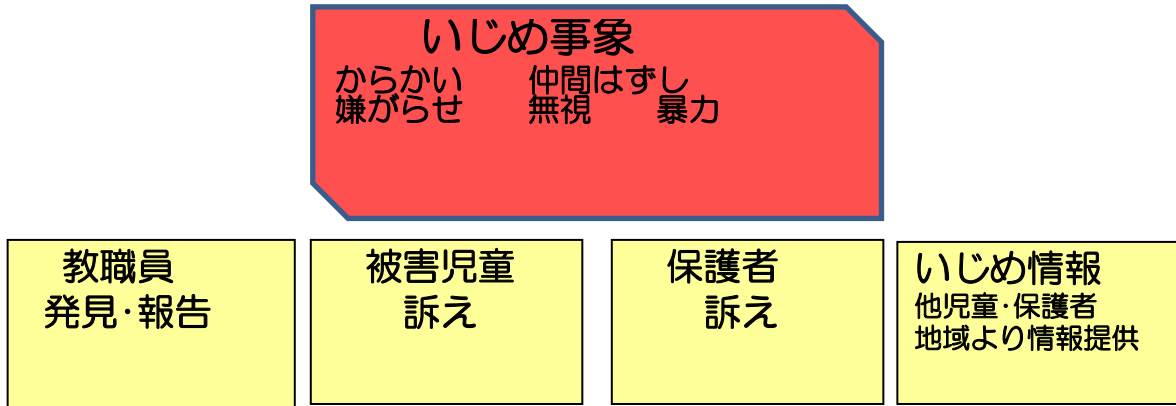 いじめ事象
からかい　　仲間はずし
嫌がらせ　　無視　　暴力
教職員
発見・報告
被害児童
訴え
保護者
訴え
いじめ情報
他児童・保護者
地域より情報提供